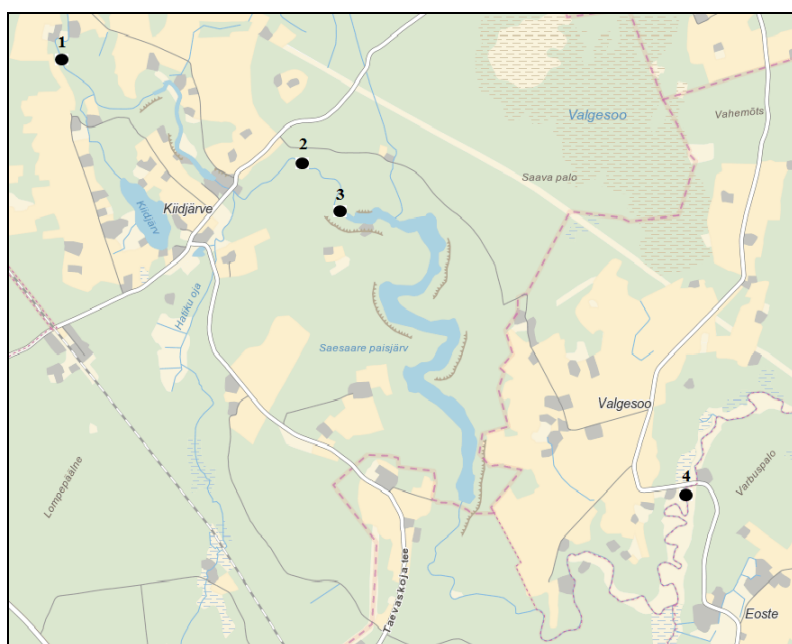 1
Valgesoo
Vahemõts
2
Saava palo
3
Kiidjärve
Kiidjärv
Hatiku oja
Saesaare paisjärv
Valgesoo
Lompepäälne
4
Varbuspalo
Taevaskoja tee
Eoste